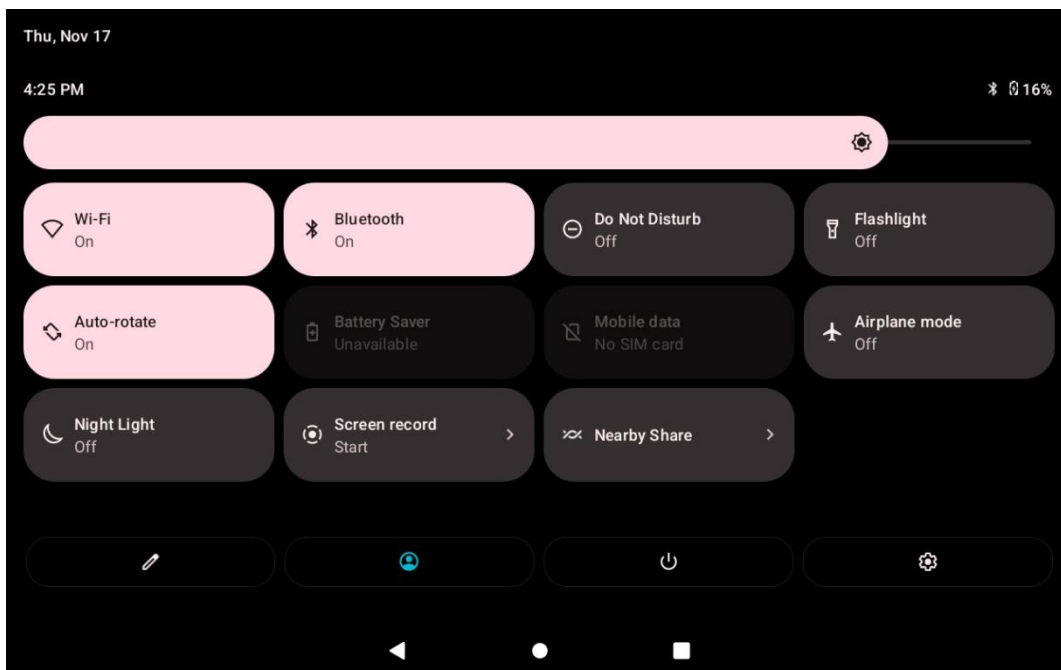 Thu, Nov 17
4:25 PM
16%
Wi-Fi
On
Bluetooth
On
Do Not Disturb
Off
Flashlight
Off
Auto-rotate
On
Battery Saver
Unavailable
Mobile data
No SIM card
Airplane mode
Off
Night Light
Off
Screen record
Start
Nearby Share